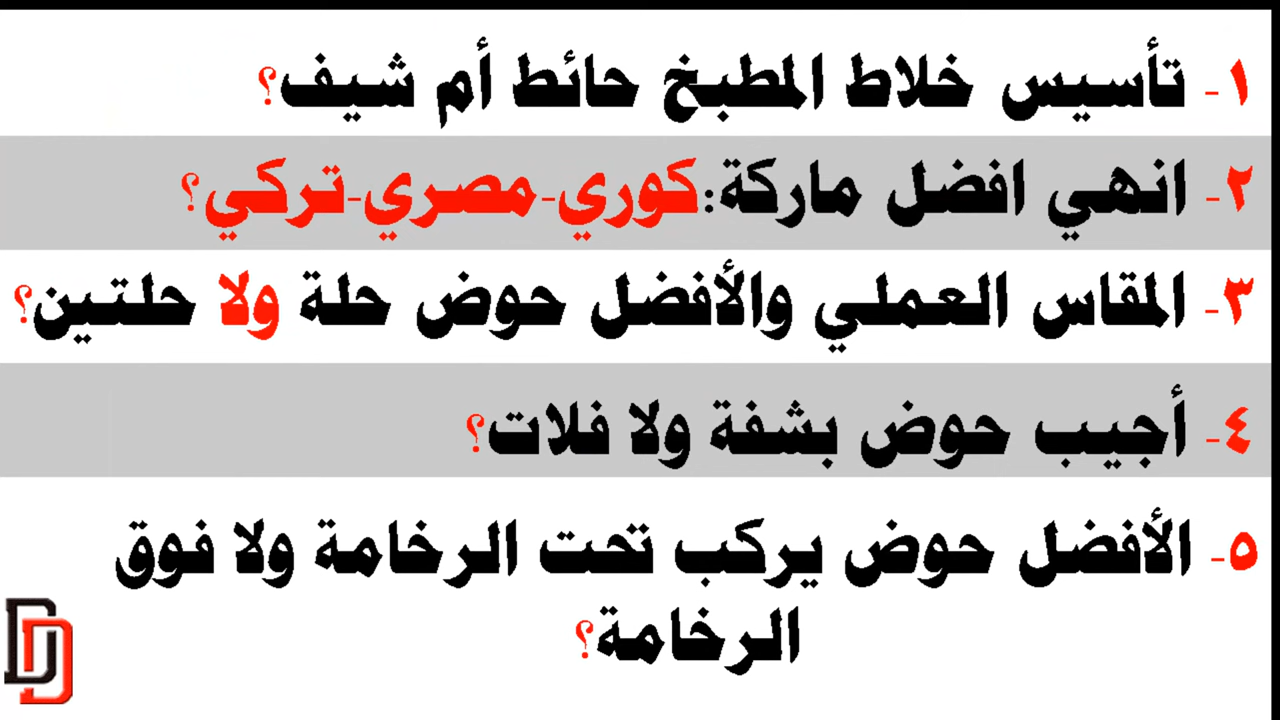 ١- تأسيس خلاط المطبخ حائط أم شيف؟
٢- انهي افضل ماركة:كوري-مصري-تركي؟
٣- المقاس العملي والأفضل حوض حلة ولا حلتين؟
٤- أجيب حوض بشفة ولا فلات؟
٥- الأفضل حوض يركب تحت الرخامة ولا فوق
الرخامة؟